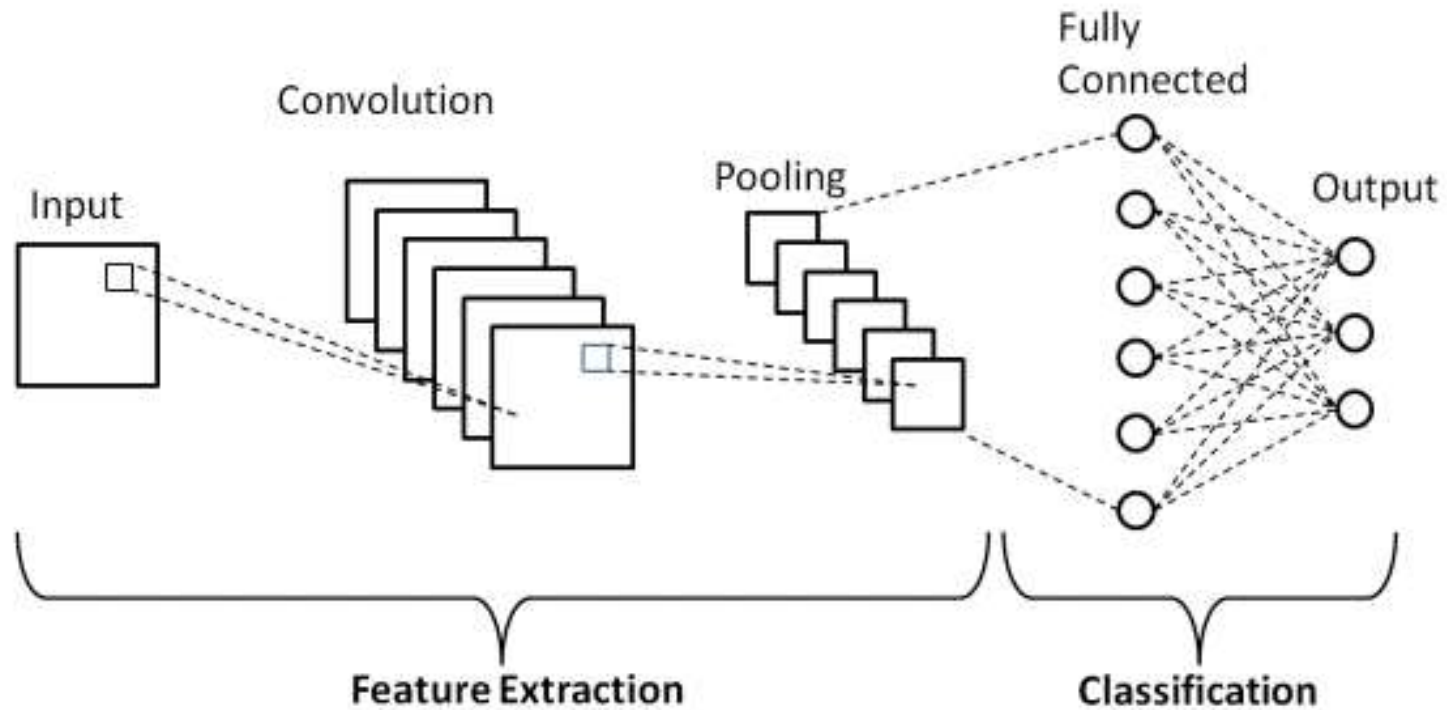 Input
Convolution
Pooling
Fully
Connected
Output
Feature Extraction
Classification